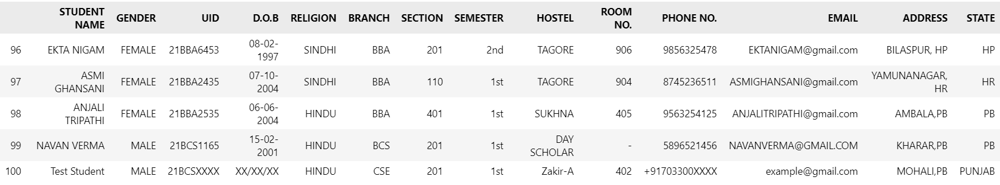 STUDENT NAME GENDER UID D.O.B RELIGION BRANCH SECTION SEMESTER HOSTEL ROOM NO. PHONE NO. EMAIL ADDRESS STATE
96 EKTA NIGAM FEMALE 21BBA6453 08-02-1997 SINDHI BBA 201 2nd TAGORE 906 9856325478 EKTANIGAM@gmail.com BILASPUR, HP HP
97 ASMI GHANSANI FEMALE 21BBA2435 07-10-2004 SINDHI BBA 110 1st TAGORE 904 8745236511 ASMIGHANSANI@gmail.com YAMUNANAGAR, HR HR
98 ANJALI TRIPATHI FEMALE 21BBA2535 06-06-2004 HINDU BBA 401 1st SUKHNA 405 9563254125 ANJALITRIPATHI@gmail.com AMBALA,PB PB
99 NAVAN VERMA MALE 21BCS1165 15-02-2001 HINDU BCS 201 1st DAY SCHOLAR - 5896521456 NAVANVERMA@GMAIL.COM KHARAR,PB PB
100 Test Student MALE 21BCSXXXX XX/XX/XX HINDU CSE 201 1st Zakir-A 402 +91703300XXXX example@gmail.com MOHALI,PB PUNJAB